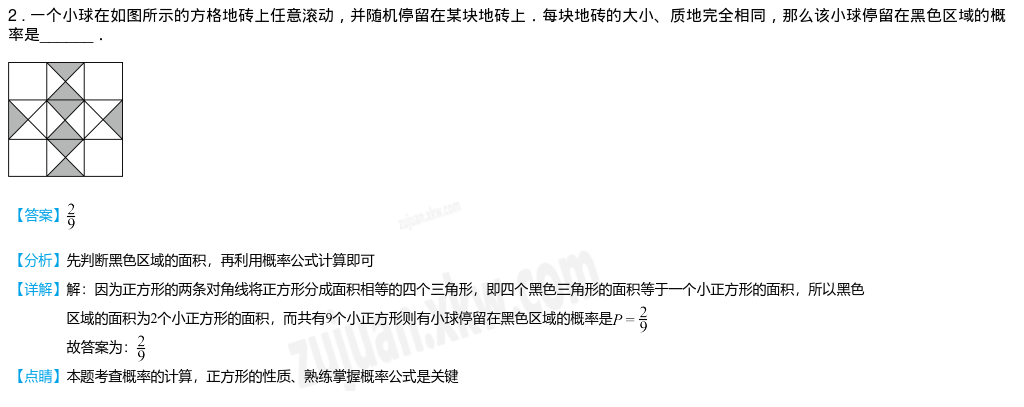 2．一个小球在如图所示的方格地砖上任意滚动，并随机停留在某块地砖上．每块地砖的大小、质地完全相同，那么该小球停留在黑色区域的概
率是______．
【答案】2/9
【分析】先判断黑色区域的面积，再利用概率公式计算即可
【详解】解：因为正方形的两条对角线将正方形分成面积相等的四个三角形，即四个黑色三角形的面积等于一个小正方形的面积，所以黑色
区域的面积为2个小正方形的面积，而共有9个小正方形则有小球停留在黑色区域的概率是P = 2/9
故答案为：2/9
【点睛】本题考查概率的计算，正方形的性质、熟练掌握概率公式是关键
zujuan.xkw.com
zujuan.xkw.com